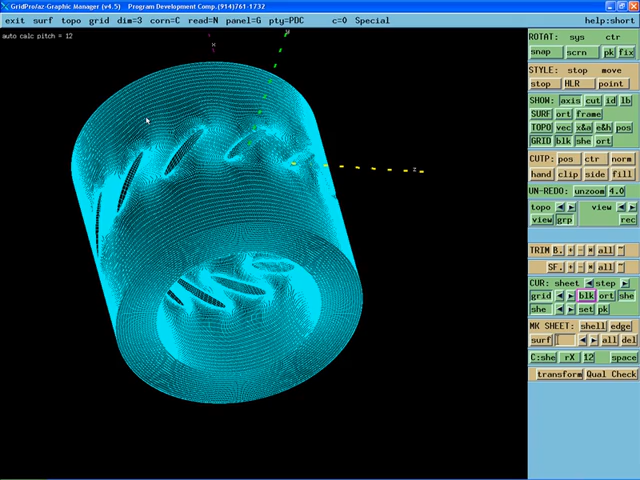 GridPro/az-Graphic Manager (v4.5)    Program Development Comp.(914)761-1732
exit surf topo grid dim=3 corn=C read=N panel=G pty=PDC c=0 Special help:short
auto calc pitch = 12
ROTAT: sys ctr
snap scrn pk fix
STYLE: stop move
stop HLR point
SHOW: axis cut id lb
SURF ort frame
TOPO vec x&a e&h pos
GRID blk she ort
CUTP: pos ctr norm
hand clip side fill
UN-REDO: unzoom 4.0
topo view
view grp rec
TRIM B. + - * all ~
SF. + - * all ~
CUR: sheet step
grid blk ort she
she set pk
MK SHEET: shell edge
surf all del
C:she rX 12 space
transform Qual Check